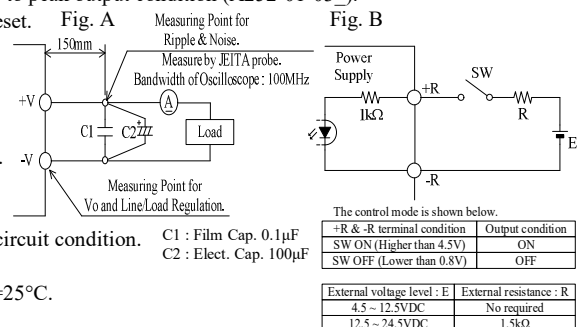 to peak output condition (A252-01-03_).
eset.
Fig. A
Measuring Point for
Ripple & Noise.
Measure by JEITA probe.
Bandwidth of Oscilloscope : 100MHz
150mm
+V
A
C1
C2
+
Load
-V
Measuring Point for
Vo and Line/Load Regulation.
circuit condition.
C1 : Film Cap. 0.1μF
C2 : Elect. Cap. 100μF
=25°C.
Fig. B
Power
Supply
+R
SW
1kΩ
R
E
-R
The control mode is shown below.
+R & -R terminal condition Output condition
SW ON (Higher than 4.5V) ON
SW OFF (Lower than 0.8V) OFF
External voltage level : E External resistance : R
4.5 ~ 12.5VDC No required
12.5 ~ 24.5VDC 1.5kΩ